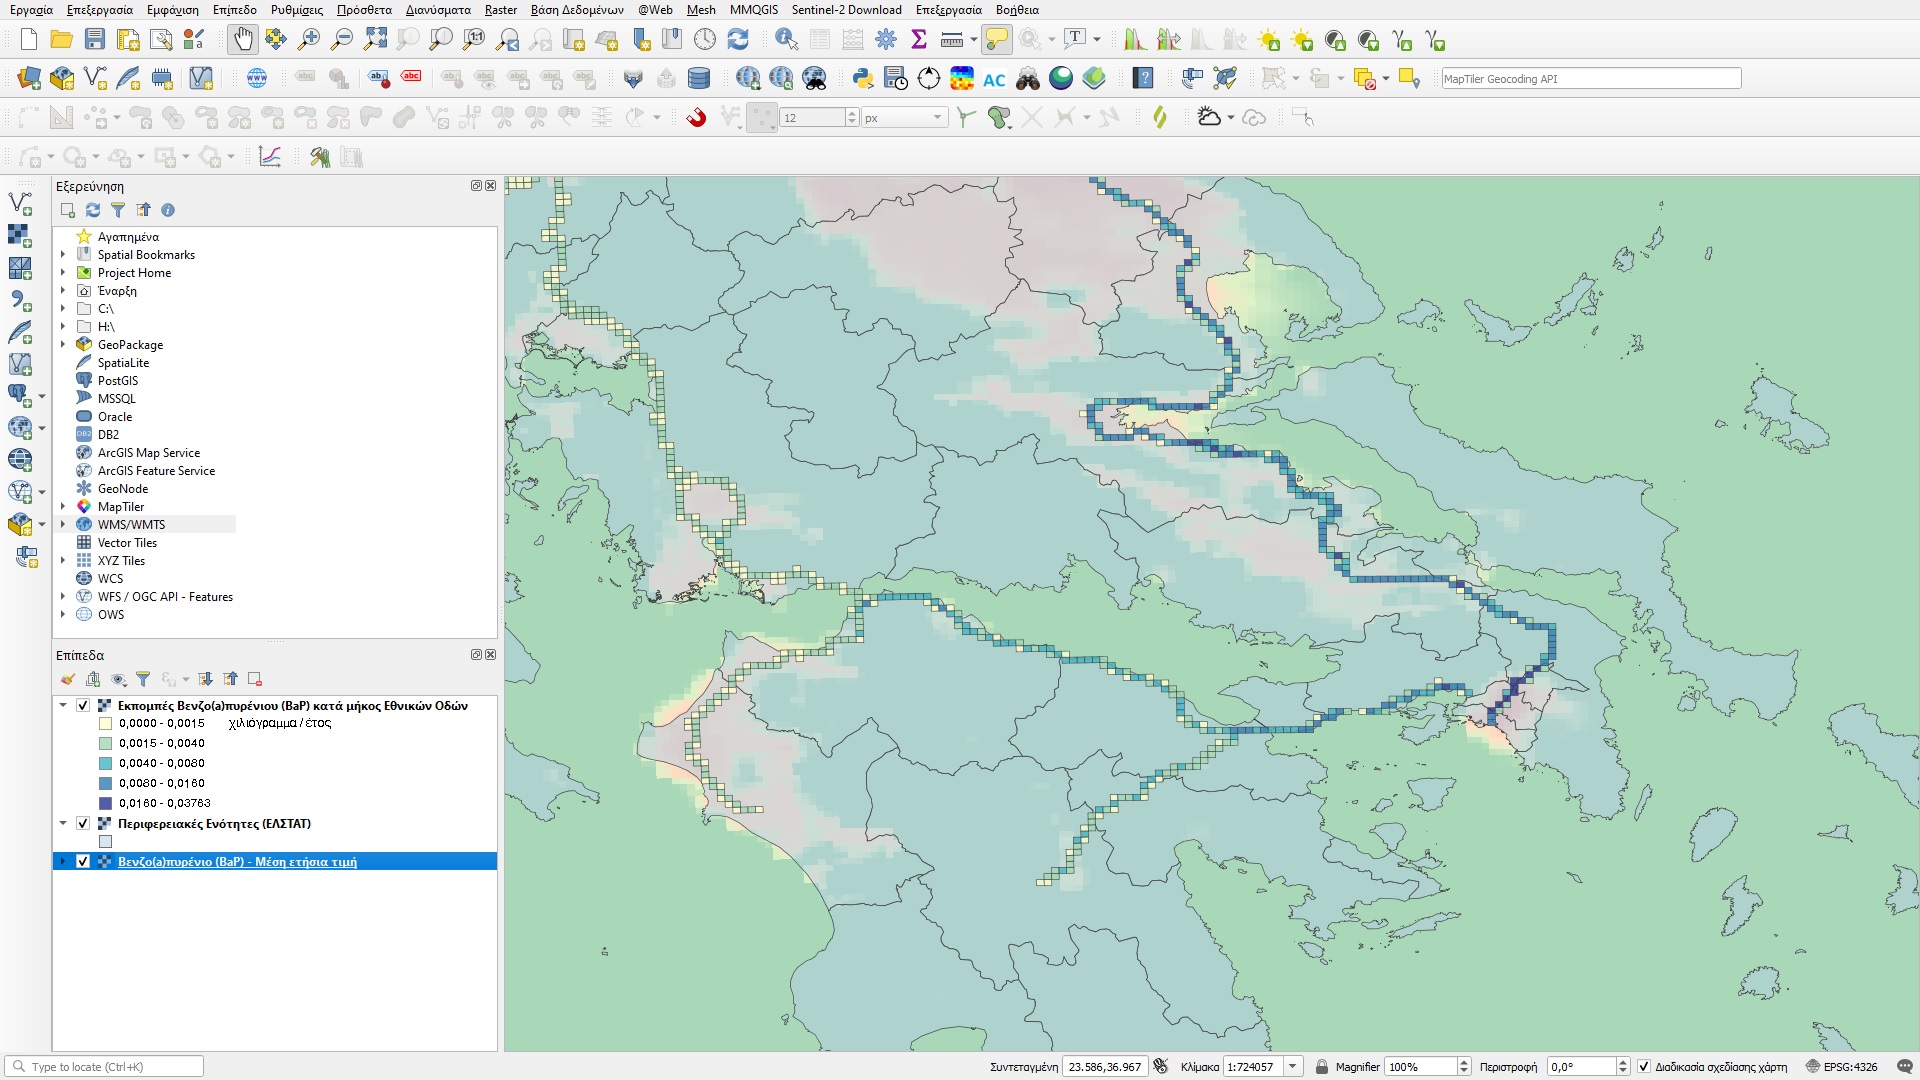 Εργασία Επεξεργασία Εμφάνιση Επίπεδο Ρυθμίσεις Πρόσθετα Διανύσματα Raster Βάση Δεδομένων @Web Mesh MMQGIS Sentinel-2 Download Επεξεργασία Βοήθεια
AC
MapTiler Geocoding API
12 px
Εξερεύνηση
Αγαπημένα
Spatial Bookmarks
Project Home
Έναρξη
C:\
H:\
GeoPackage
SpatiaLite
PostGIS
MSSQL
Oracle
DB2
ArcGIS Map Service
ArcGIS Feature Service
GeoNode
MapTiler
WMS/WMTS
Vector Tiles
XYZ Tiles
WCS
WFS / OGC API - Features
OWS
Επίπεδα
Εκπομπές Βενζο(a)πυρένιου (BaP) κατά μήκος Εθνικών Οδών
0,0000 - 0,0015 χιλιόγραμμα / έτος
0,0015 - 0,0040
0,0040 - 0,0080
0,0080 - 0,0160
0,0160 - 0,03763
Περιφερειακές Ενότητες (ΕΛΣΤΑΤ)
Βενζο(a)πυρένιο (BaP) - Μέση ετήσια τιμή
Type to locate (Ctrl+K) Συντεταγμένη 23.586,36.967 Κλίμακα 1:724057 Magnifier 100% Περιστροφή 0,0° Διαδικασία σχεδίασης χάρτη EPSG:4326